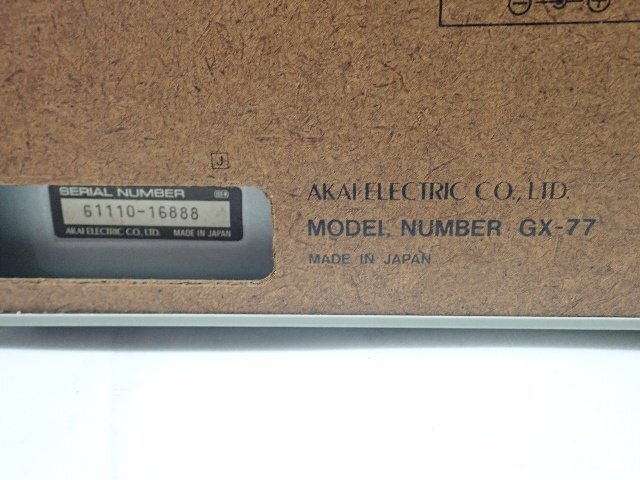 J
SERIAL NUMBER
61110-16888
AKAI ELECTRIC CO., LTD. MADE IN JAPAN
AKAI ELECTRIC CO., LTD.
MODEL NUMBER GX-77
MADE IN JAPAN